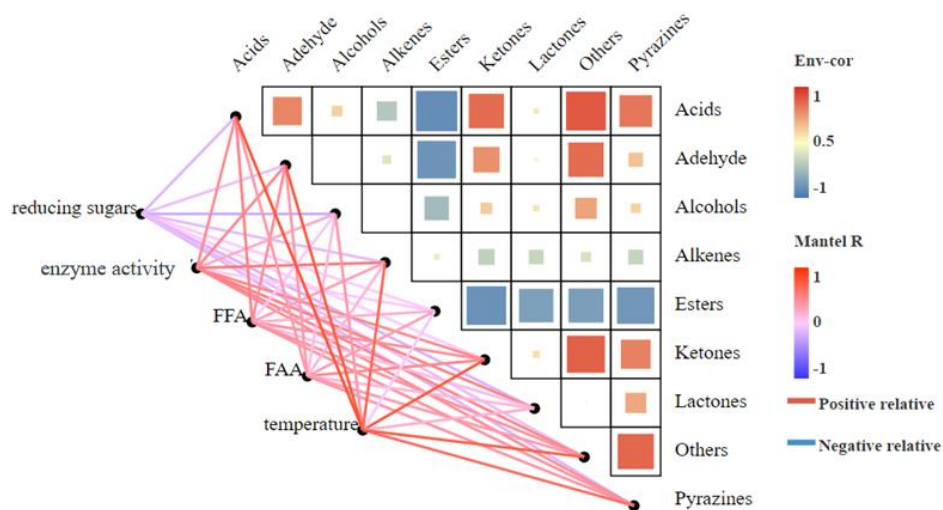 Acids
Adehyde
Alcohols
Alkenes
Esters
Ketones
Lactones
Others
Pyrazines
Acids
Adehyde
Alcohols
Alkenes
Esters
Ketones
Lactones
Others
Pyrazines
reducing sugars
enzyme activity
FFA
FAA
temperature
Env-cor
1
0.5
-1
Mantel R
1
0
-1
Positive relative
Negative relative